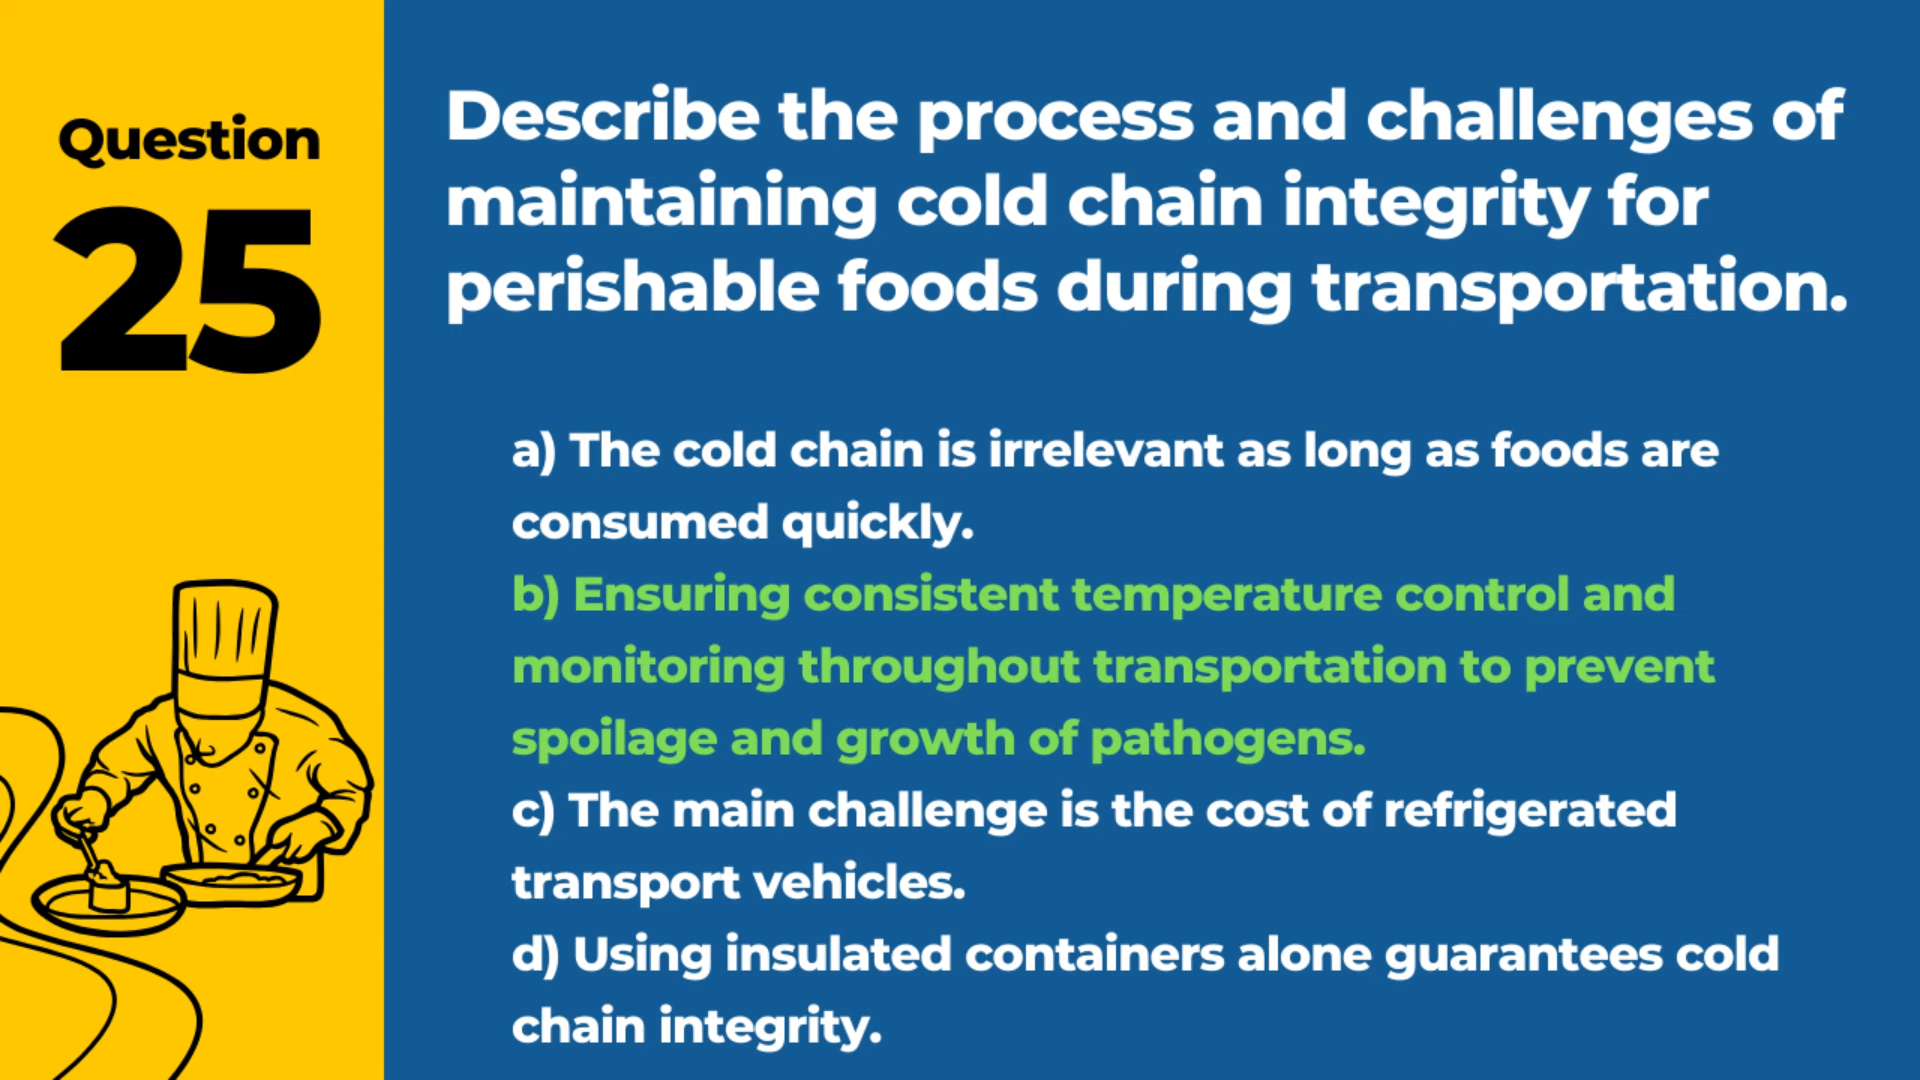 Question
25
Describe the process and challenges of
maintaining cold chain integrity for
perishable foods during transportation.
a) The cold chain is irrelevant as long as foods are
consumed quickly.
b) Ensuring consistent temperature control and
monitoring throughout transportation to prevent
spoilage and growth of pathogens.
c) The main challenge is the cost of refrigerated
transport vehicles.
d) Using insulated containers alone guarantees cold
chain integrity.